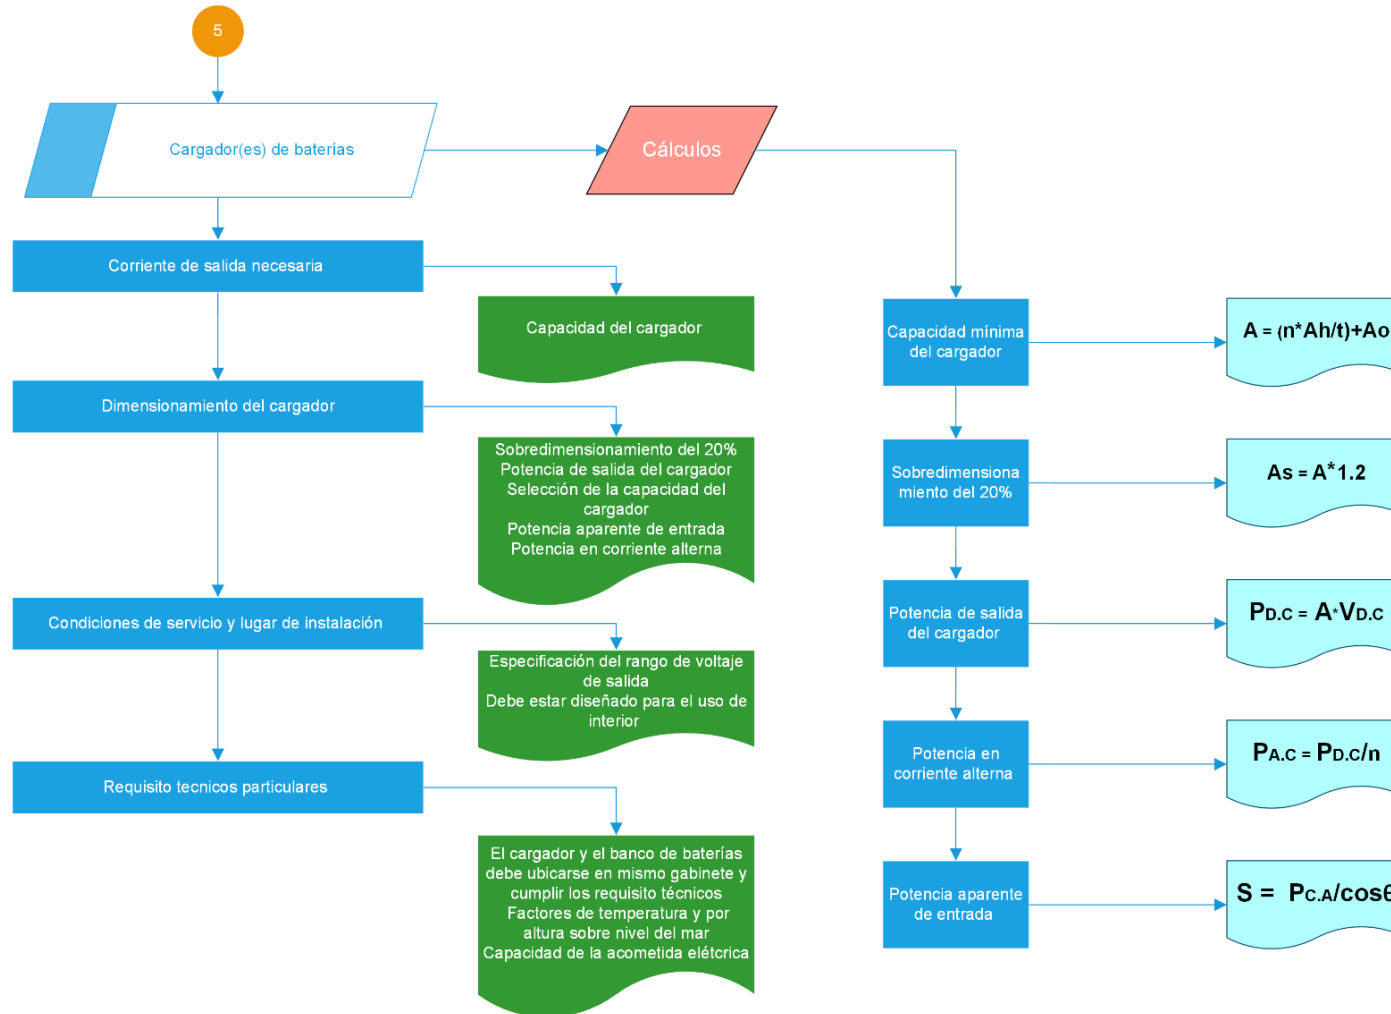 5
Cargador(es) de baterías
Cálculos
Corriente de salida necesaria
Capacidad del cargador
Dimensionamiento del cargador
Sobredimensionamiento del 20%
Potencia de salida del cargador
Selección de la capacidad del
cargador
Potencia aparente de entrada
Potencia en corriente alterna
Condiciones de servicio y lugar de instalación
Especificación del rango de voltaje
de salida
Debe estar diseñado para el uso de
interior
Requisito tecnicos particulares
El cargador y el banco de baterías
debe ubicarse en mismo gabinete y
cumplir los requisito técnicos
Factores de temperatura y por
altura sobre nivel del mar
Capacidad de la acometida elétcrica
Capacidad mínima
del cargador
A = (n*Ah/t)+Ao
Sobredimensiona
miento del 20%
As = A*1.2
Potencia de salida
del cargador
PD.C = A*VD.C
Potencia en
corriente alterna
PA.C = PD.C/n
Potencia aparente
de entrada
S = PC.A/cosθ